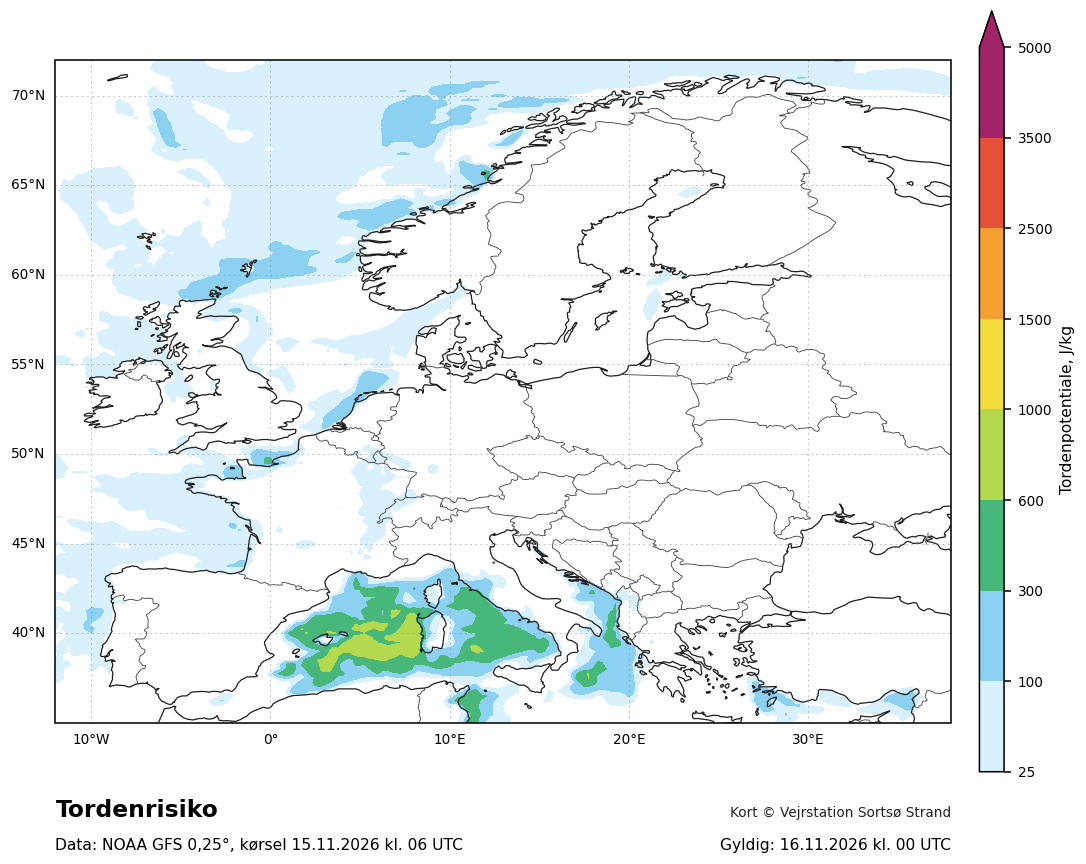 70°N
65°N
60°N
55°N
50°N
45°N
40°N
10°W
0°
10°E
20°E
30°E
5000
3500
2500
1500
1000
600
300
100
25
Tordenpotentiale, J/kg
Tordenrisiko
Kort © Vejrstation Sortsø Strand
Data: NOAA GFS 0,25°, kørsel 15.11.2026 kl. 06 UTC
Gyldig: 16.11.2026 kl. 00 UTC